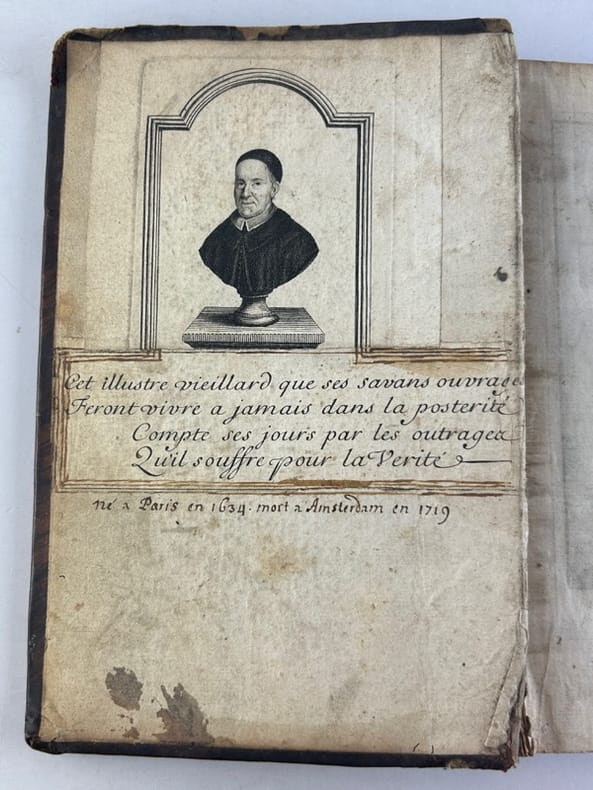 Cet illustre vieillard que ses savans ouvrages
Feront vivre a jamais dans la posterité
Compte ses jours par les outrages
Qu'il souffre pour la Verité
né a Paris en 1634. mort a Amsterdam en 1719